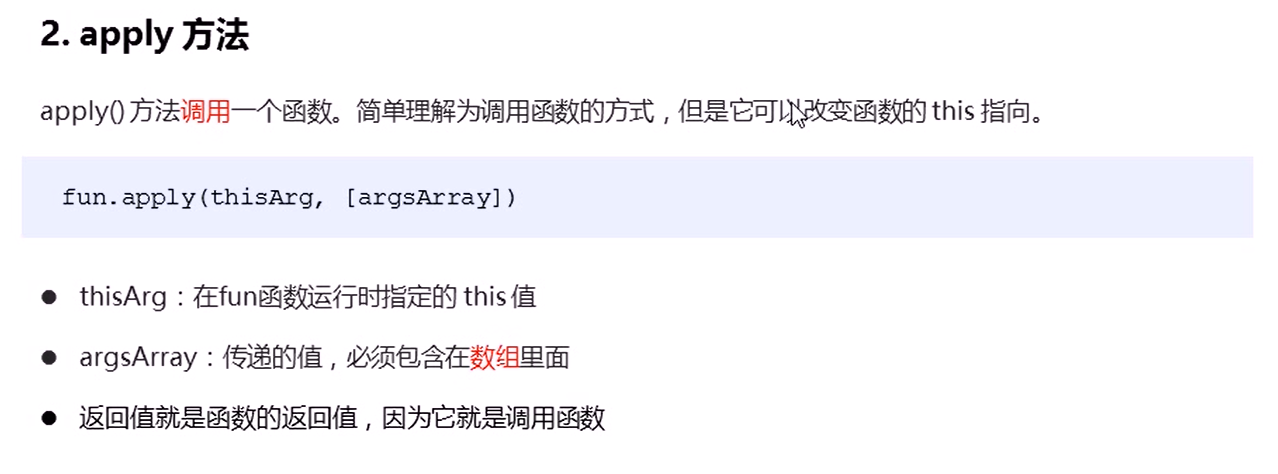 2. apply 方法
apply() 方法调用一个函数。简单理解为调用函数的方式，但是它可以改变函数的 this 指向。
fun.apply(thisArg, [argsArray])
● thisArg：在fun函数运行时指定的 this 值
● argsArray：传递的值，必须包含在数组里面
● 返回值就是函数的返回值，因为它就是调用函数